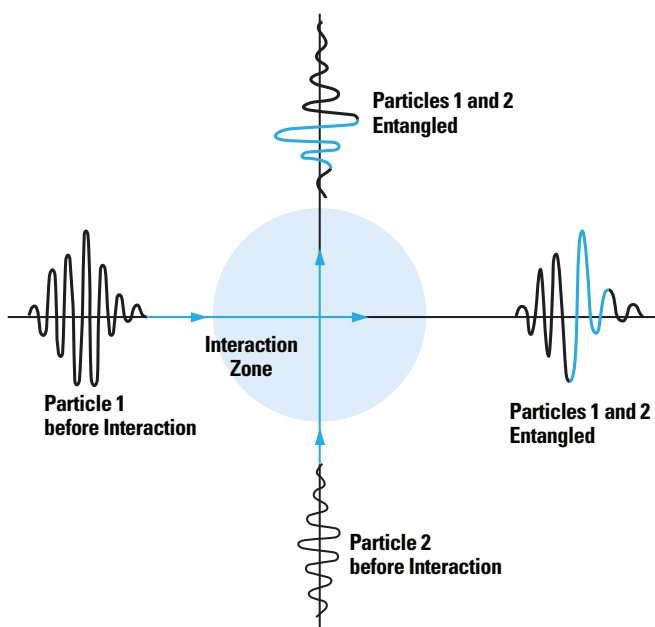 Particles 1 and 2
Entangled
Interaction
Zone
Particle 1
before Interaction
Particles 1 and 2
Entangled
Particle 2
before Interaction